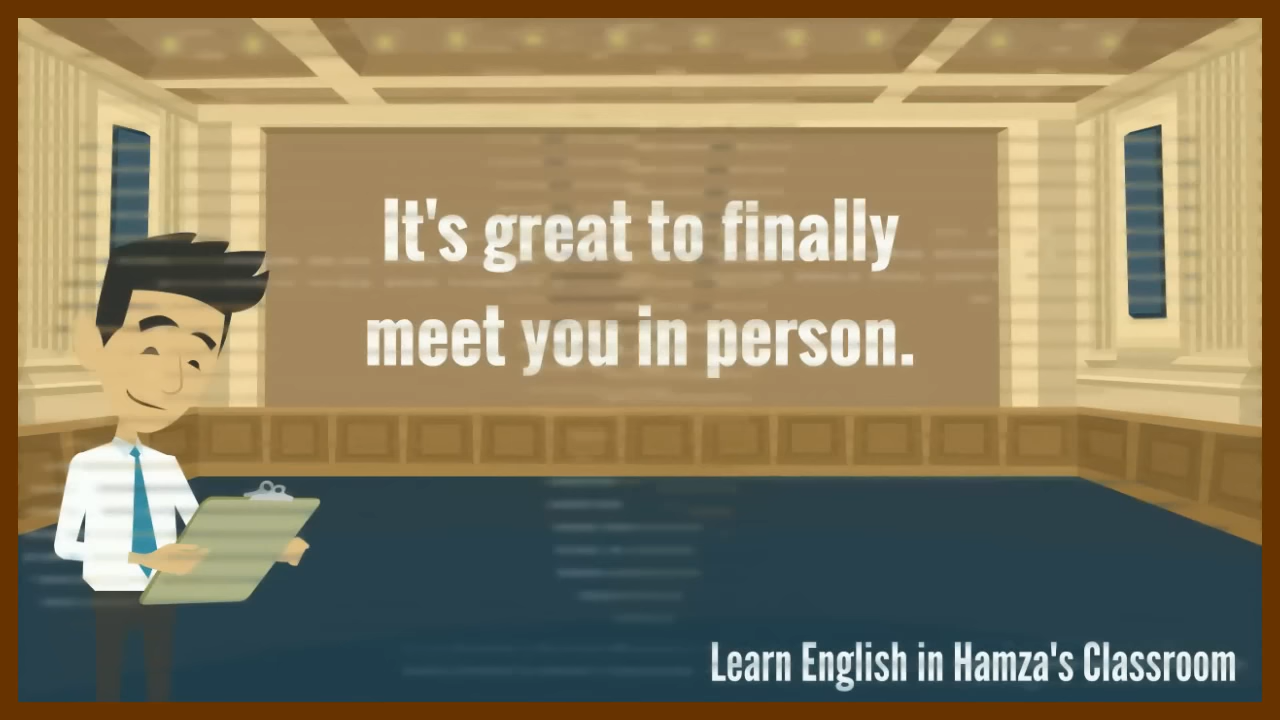 It's great to finally
meet you in person.
Learn English in Hamza's Classroom